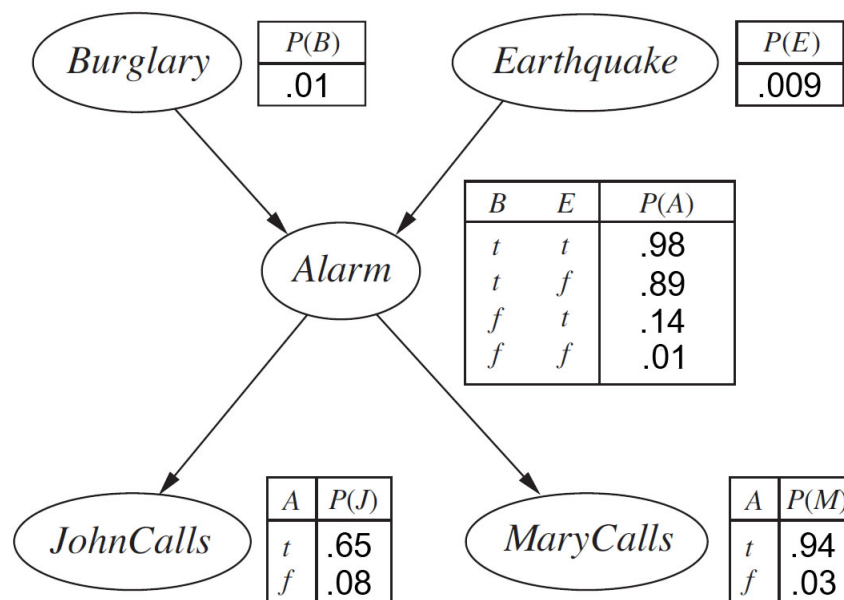 Burglary
P(B)
.01
Earthquake
P(E)
.009
B E P(A)
t t .98
t f .89
f t .14
f f .01
Alarm
JohnCalls
A P(J)
t .65
f .08
MaryCalls
A P(M)
t .94
f .03